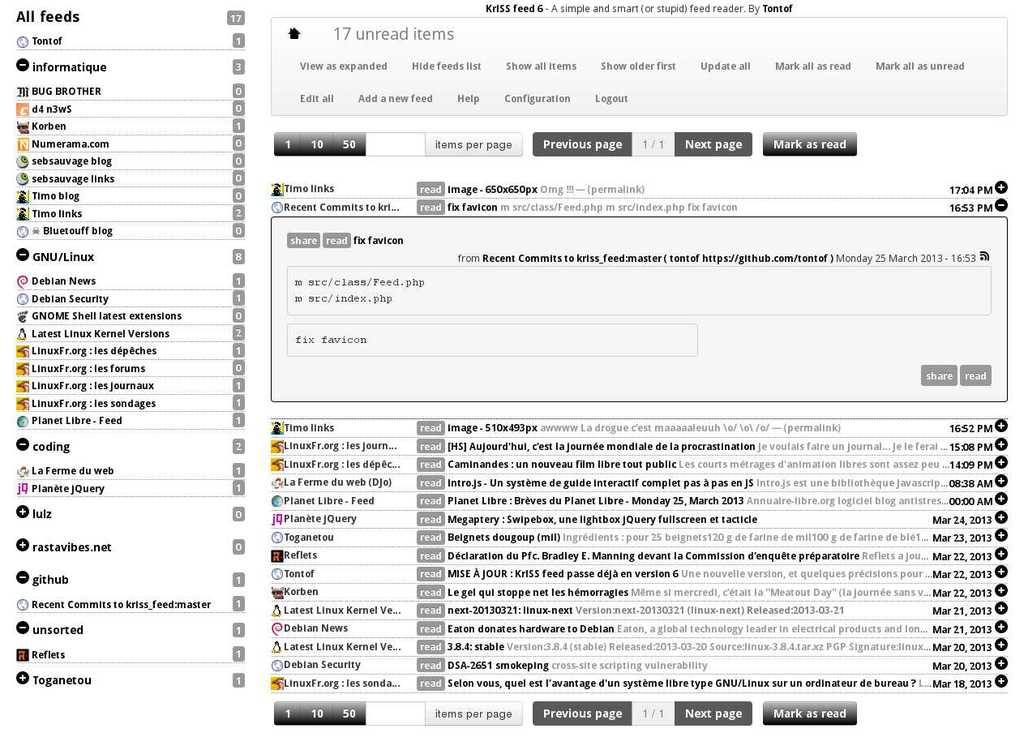 KrISS feed 6 - A simple and smart (or stupid) feed reader. By Tontof
All feeds 17
Tontof 1
informatique 3
BUG BROTHER 0
d4 n3wS 0
Korben 1
Numerama.com 0
sebsauvage blog 0
sebsauvage links 0
Timo blog 0
Timo links 2
☠ Bluetouff blog 0
GNU/Linux 8
Debian News 1
Debian Security 1
GNOME Shell latest extensions 0
Latest Linux Kernel Versions 2
LinuxFr.org : les dépêches 1
LinuxFr.org : les forums 0
LinuxFr.org : les journaux 1
LinuxFr.org : les sondages 1
Planet Libre - Feed 1
coding 2
La Ferme du web 1
Planète jQuery 1
lulz 0
rastavibes.net 0
github 1
Recent Commits to kriss_feed:master 1
unsorted 1
Reflets 1
Toganetou 1
17 unread items
View as expanded Hide feeds list Show all items Show older first Update all Mark all as read Mark all as unread
Edit all Add a new feed Help Configuration Logout
1 10 50 items per page Previous page 1 / 1 Next page Mark as read
Timo links read image - 650x650px Omg !!! — (permalink) 17:04 PM
Recent Commits to kri... read fix favicon m src/class/Feed.php m src/index.php fix favicon 16:53 PM
share read fix favicon
from Recent Commits to kriss_feed:master ( tontof https://github.com/tontof ) Monday 25 March 2013 - 16:53
m src/class/Feed.php
m src/index.php
fix favicon
share read
Timo links read image - 510x493px awwww La drogue c'est maaaaaleuuh \o/ \o\ /o/ — (permalink) 16:52 PM
LinuxFr.org : les journ... read [HS] Aujourd'hui, c'est la journée mondiale de la procrastination Je voulais faire un journal... Je le ferai ... 15:08 PM
LinuxFr.org : les dépêc... read Caminandes : un nouveau film libre tout public Les courts métrages d'animation libres sont assez peu ... 14:09 PM
La Ferme du web (DJo) read Intro.js - Un système de guide interactif complet pas à pas en JS Intro.js est une bibliothèque Javascrip... 08:38 AM
Planet Libre - Feed read Planet Libre : Brèves du Planet Libre - Monday 25, March 2013 Annuaire-libre.org logiciel blog antistres... 00:00 AM
Planète jQuery read Megaptery : Swipebox, une lightbox jQuery fullscreen et tacticle Mar 24, 2013
Toganetou read Beignets dougoup (mil) Ingrédients : pour 25 beignets120 g de farine de mil100 g de farine de blé1... Mar 23, 2013
Reflets read Déclaration du Pfc. Bradley E. Manning devant la Commission d'enquête préparatoire Reflets a jou... Mar 22, 2013
Tontof read MISE À JOUR : KrISS feed passe déjà en version 6 Une nouvelle version, et quelques précisions pour ... Mar 22, 2013
Korben read Le gel qui stoppe net les hémorragies Même si mercredi, c'était la "Meatout Day" (la journée sans v... Mar 22, 2013
Latest Linux Kernel Ve... read next-20130321: linux-next Version:next-20130321 (linux-next) Released:2013-03-21 Mar 21, 2013
Debian News read Eaton donates hardware to Debian Eaton, a global technology leader in electrical products and lon... Mar 21, 2013
Latest Linux Kernel Ve... read 3.8.4: stable Version:3.8.4 (stable) Released:2013-03-20 Source:linux-3.8.4.tar.xz PGP Signature:linux... Mar 20, 2013
Debian Security read DSA-2651 smokeping cross-site scripting vulnerability Mar 20, 2013
LinuxFr.org : les sonda... read Selon vous, quel est l'avantage d'un système libre type GNU/Linux sur un ordinateur de bureau ? L... Mar 18, 2013
1 10 50 items per page Previous page 1 / 1 Next page Mark as read